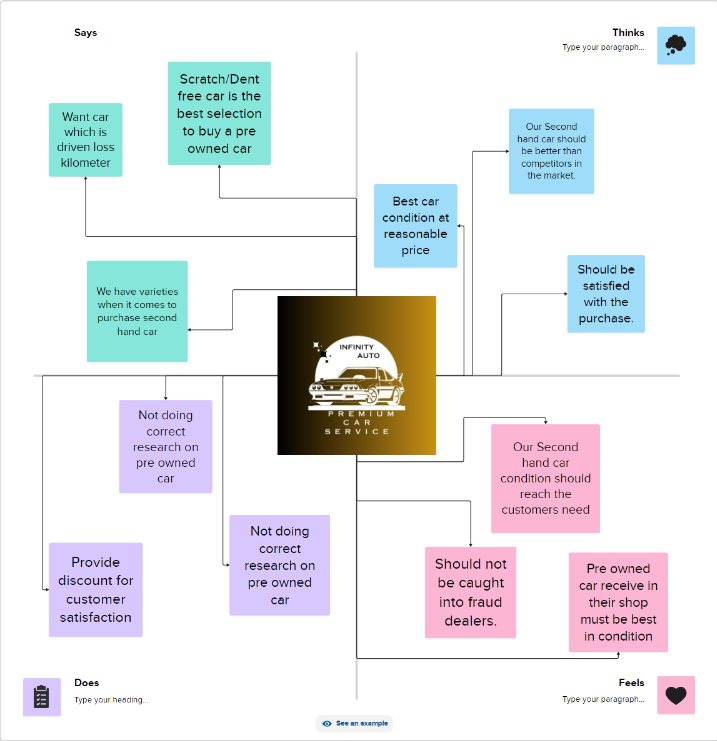 Says
Thinks
Type your paragraph...
Scratch/Dent
free car is the
best selection
to buy a pre
owned car
Want car
which is
driven loss
kilometer
We have varieties
when it comes to
purchase second
hand car
Our Second
hand car should
be better than
competitors in
the market.
Best car
condition at
reasonable
price
Should be
satisfied
with the
purchase.
INFINITY
AUTO
PREMIUM
CAR
SERVICE
Not doing
correct
research on
pre owned
car
Not doing
correct
research on
pre owned
car
Provide
discount for
customer
satisfaction
Our Second
hand car
condition should
reach the
customers need
Should not
be caught
into fraud
dealers.
Pre owned
car receive in
their shop
must be best
in condition
Does
Type your heading...
Feels
Type your paragraph...
See an example